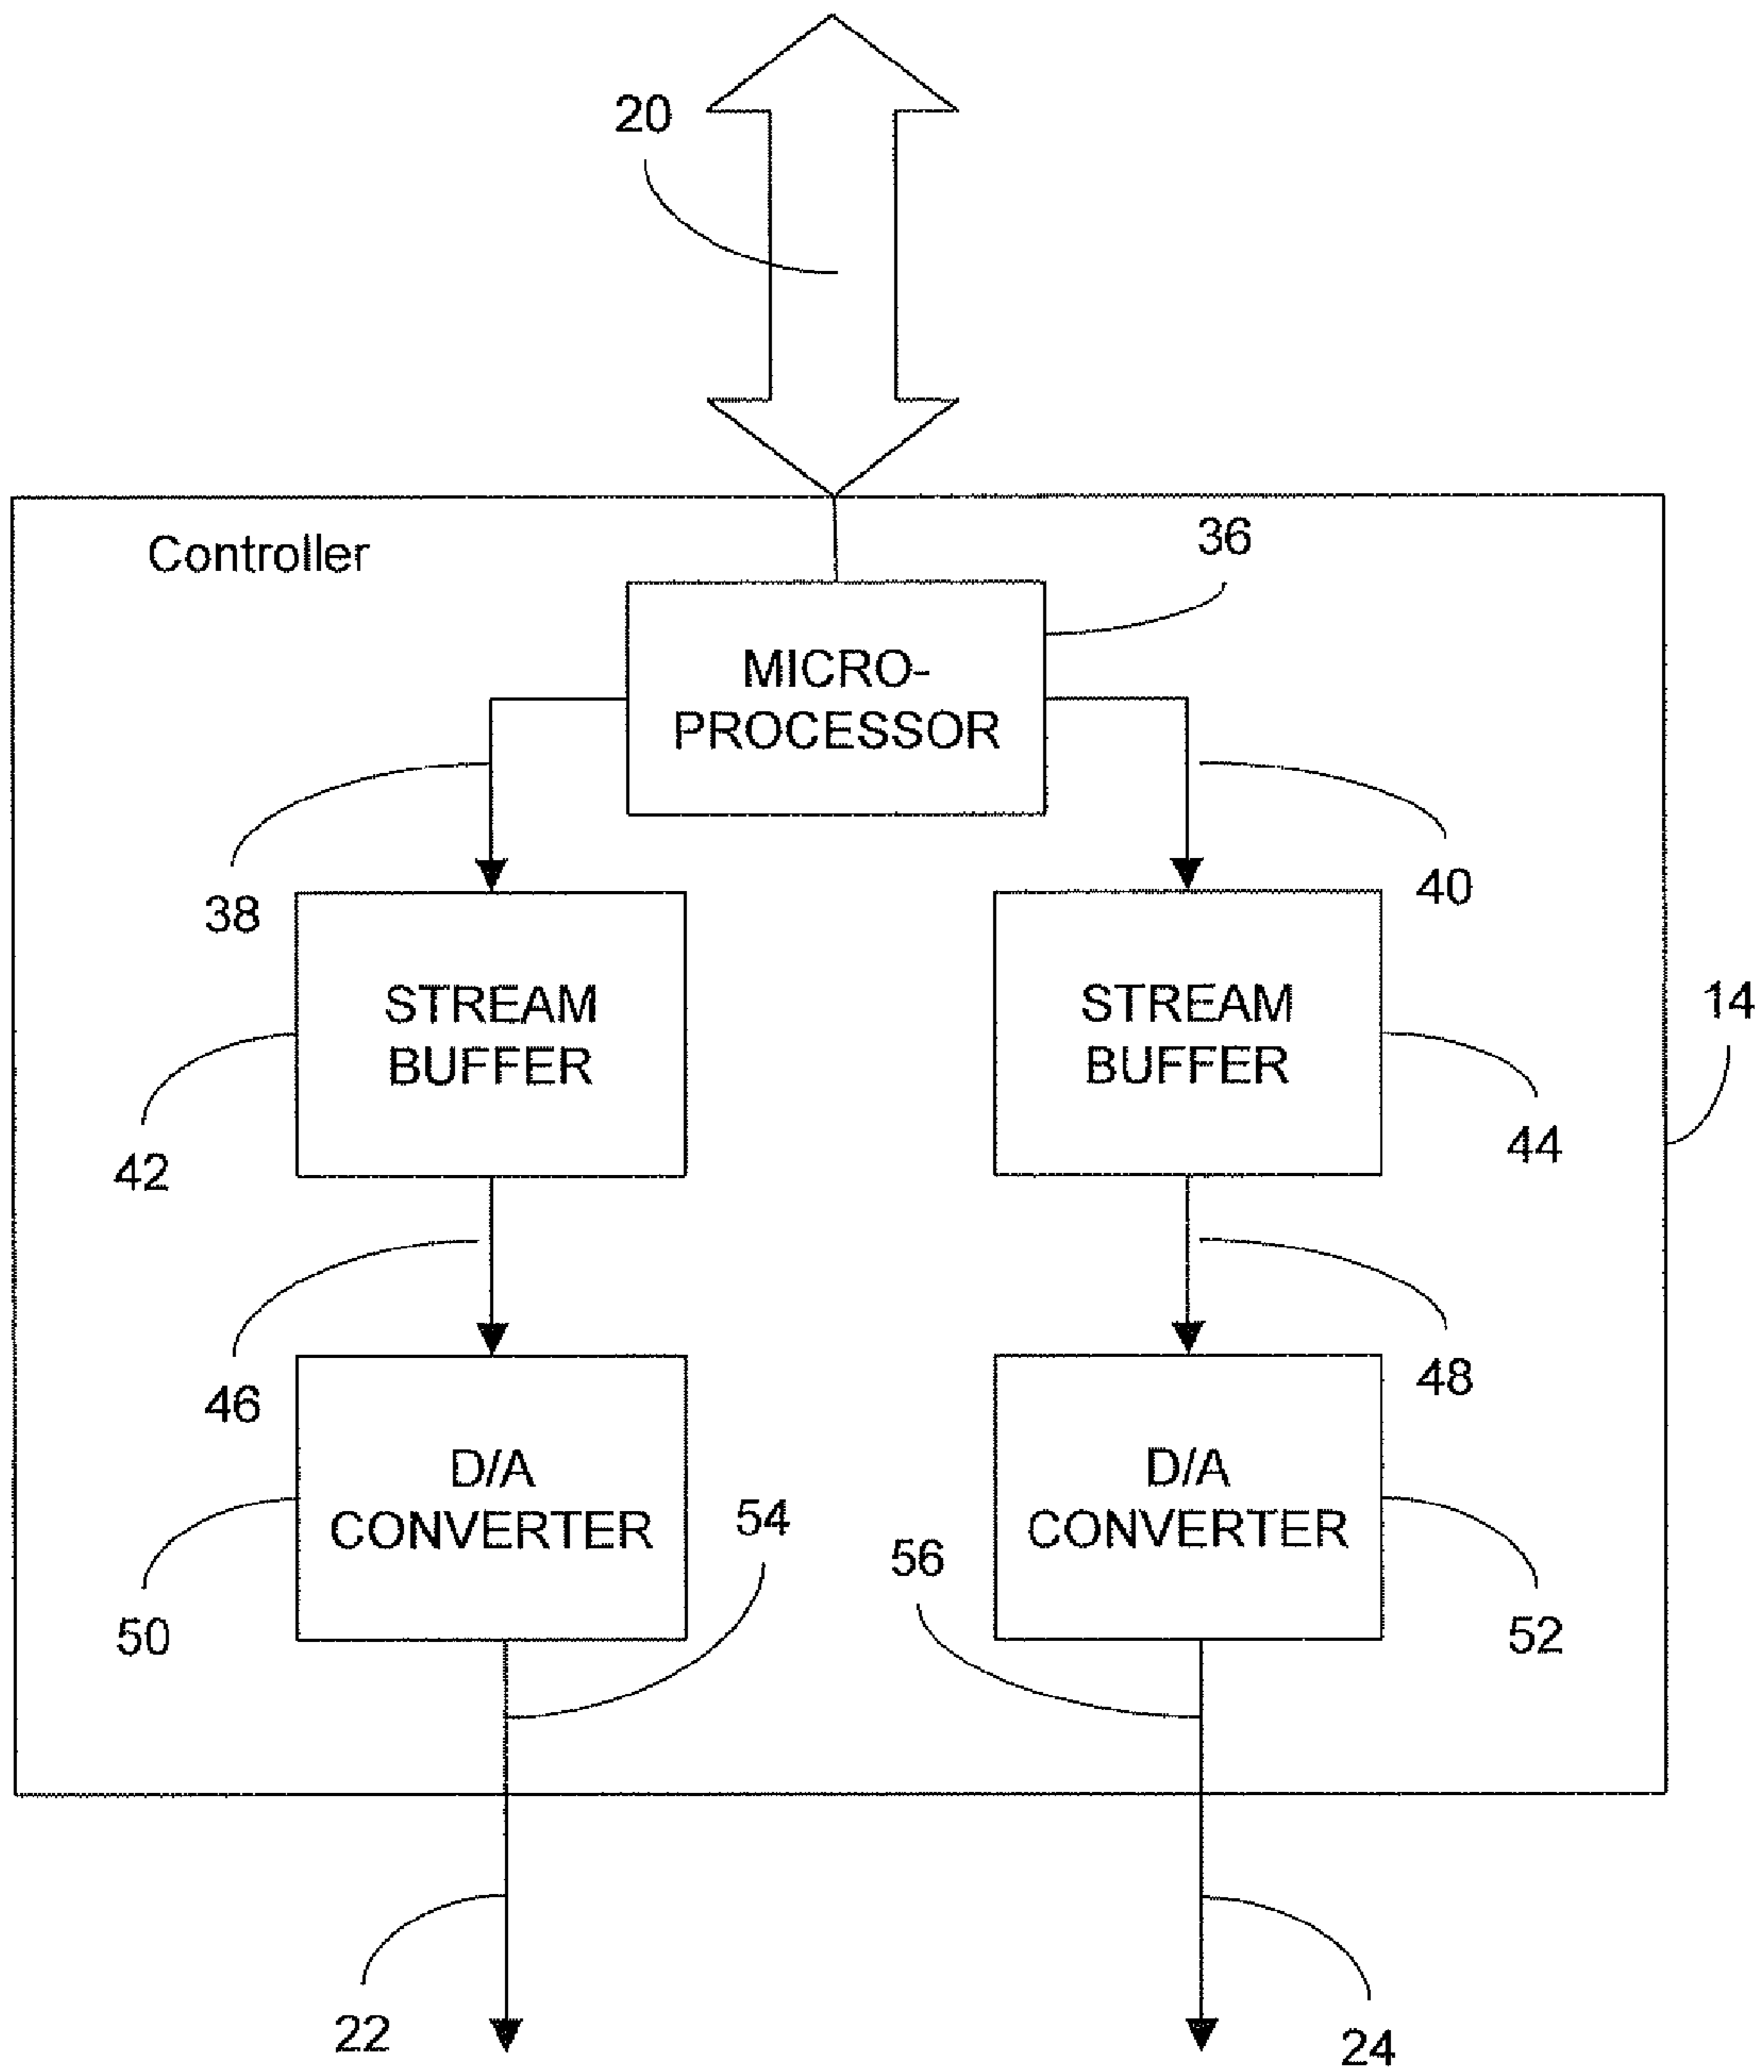 20
Controller
36
MICRO-
PROCESSOR
38
40
STREAM
BUFFER
STREAM
BUFFER
14
42
44
46
48
D/A
CONVERTER
D/A
CONVERTER
54
56
50
52
22
24